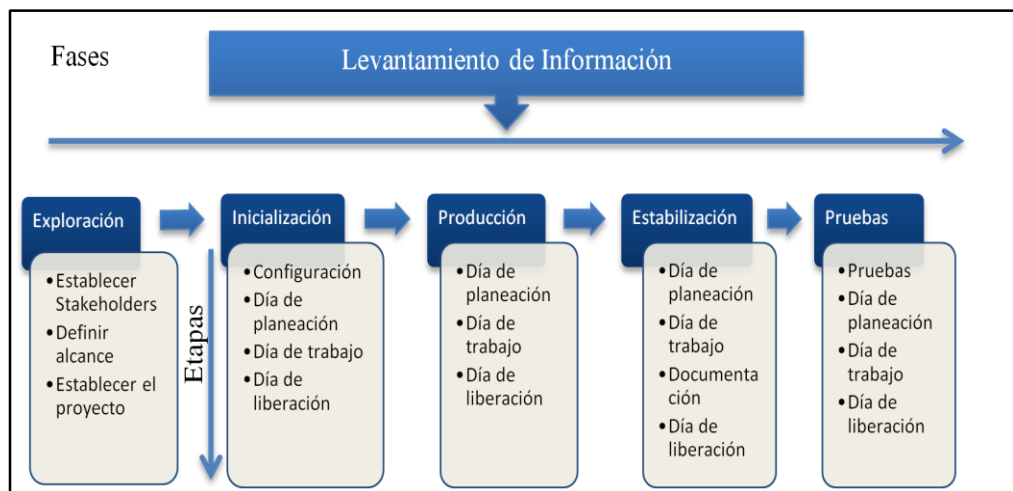 Fases
Levantamiento de Información
Exploración
•Establecer
Stakeholders
•Definir
alcance
•Establecer el
proyecto
Etapas
Inicialización
•Configuración
•Día de
planeación
•Día de trabajo
•Día de
liberación
Producción
•Día de
planeación
•Día de
trabajo
•Día de
liberación
Estabilización
•Día de
planeación
•Día de
trabajo
•Documenta
ción
•Día de
liberación
Pruebas
•Pruebas
•Día de
planeación
•Día de
trabajo
•Día de
liberación